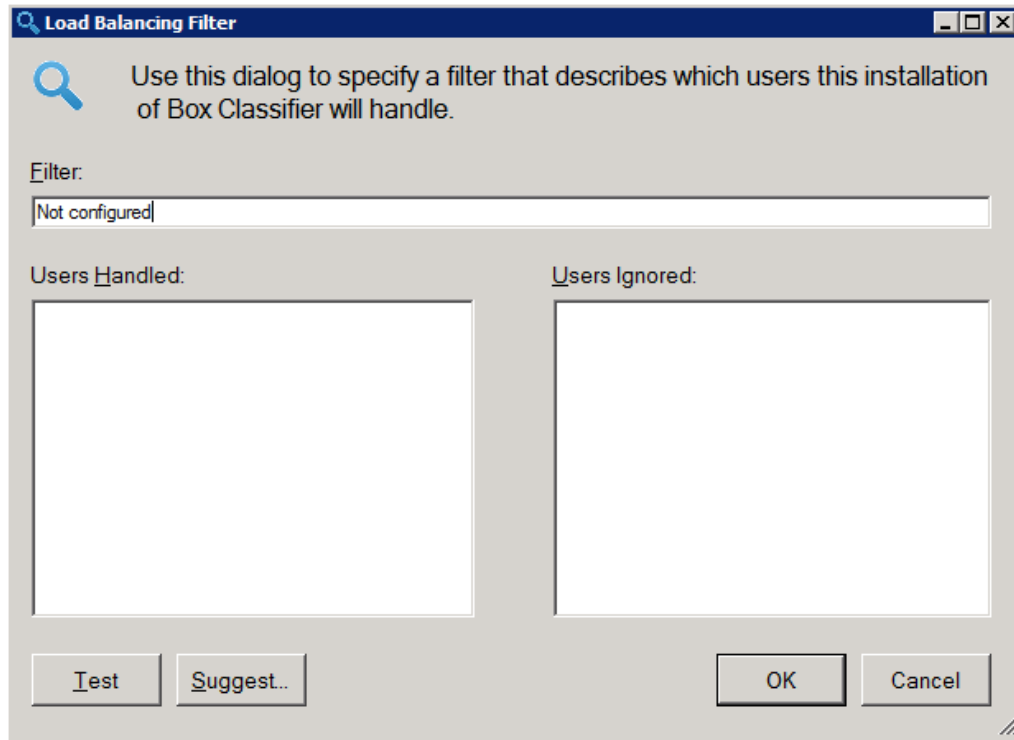 Load Balancing Filter
Use this dialog to specify a filter that describes which users this installation
of Box Classifier will handle.
Filter:
Not configured
Users Handled:
Users Ignored:
Test
Suggest...
OK
Cancel